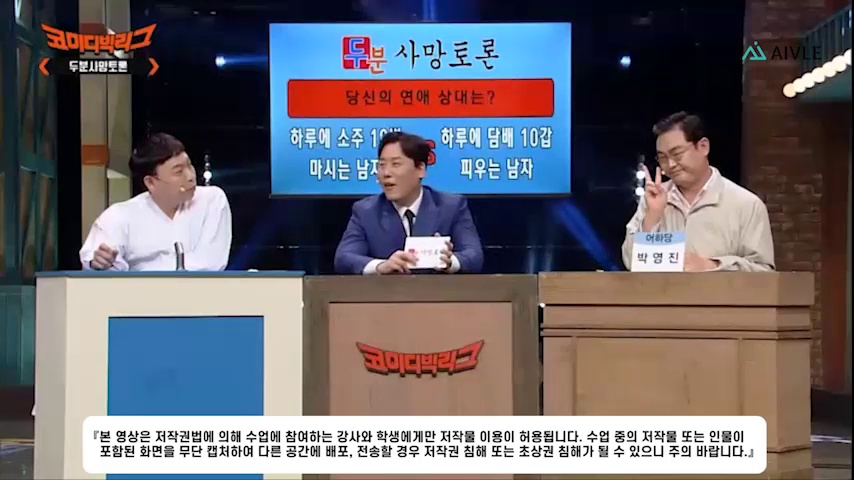 코미디빅리그
두분사망토론
AIVLE
두분 사망토론
당신의 연애 상대는?
하루에 소주
하루에 담배 10갑
마시는 남자
피우는 남자
사망토
어하당
박영진
코미디빅리그
『본 영상은 저작권법에 의해 수업에 참여하는 강사와 학생에게만 저작물 이용이 허용됩니다. 수업 중의 저작물 또는 인물이
포함된 화면을 무단 캡처하여 다른 공간에 배포, 전송할 경우 저작권 침해 또는 초상권 침해가 될 수 있으니 주의 바랍니다.』